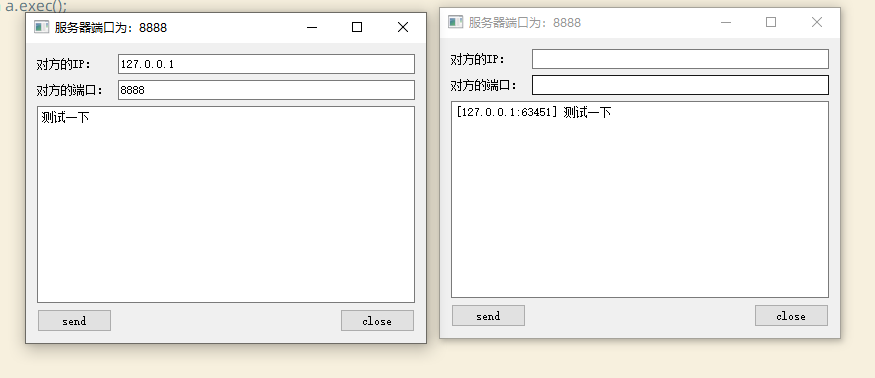 a.exec();
服务器端口为：8888
对方的IP：
127.0.0.1
对方的端口：
8888
测试一下
send
close
服务器端口为：8888
对方的IP：
对方的端口：
[127.0.0.1:63451] 测试一下
send
close